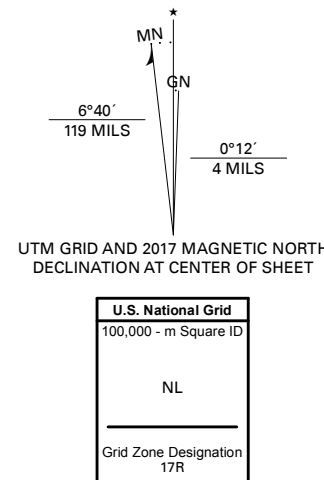 ★
MN
GN
6°40´
119 MILS
0°12´
4 MILS
UTM GRID AND 2017 MAGNETIC NORTH
DECLINATION AT CENTER OF SHEET
U.S. National Grid
100,000 - m Square ID
NL
Grid Zone Designation
17R